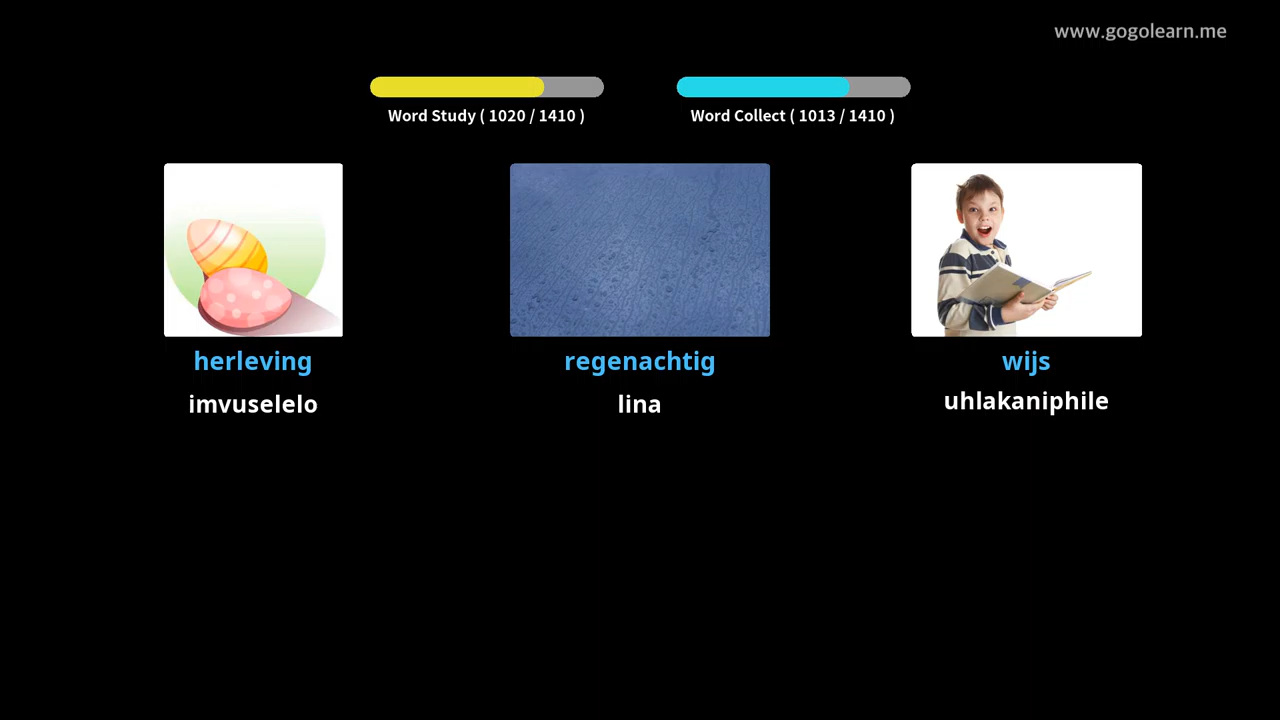 www.gogolearn.me
Word Study ( 1020 / 1410 )
Word Collect ( 1013 / 1410 )
herleving
imvuselelo
regenachtig
lina
wijs
uhlakaniphile